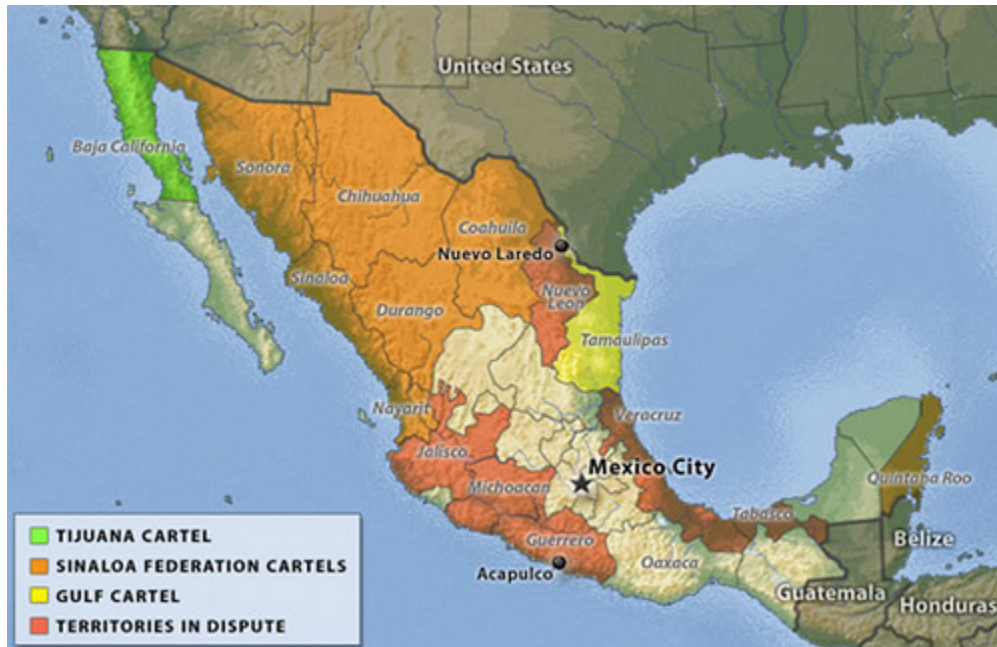 United States
Baja California
Sonora
Chihuahua
Coahuila
Nuevo Laredo
Sinaloa
Nuevo
Leon
Durango
Tamaulipas
Nayarit
Veracruz
Jalisco
Mexico City
Michoacan
Quintana Roo
Tabasco
Guerrero
Belize
Oaxaca
Acapulco
Guatemala
Honduras
TIJUANA CARTEL
SINALOA FEDERATION CARTELS
GULF CARTEL
TERRITORIES IN DISPUTE